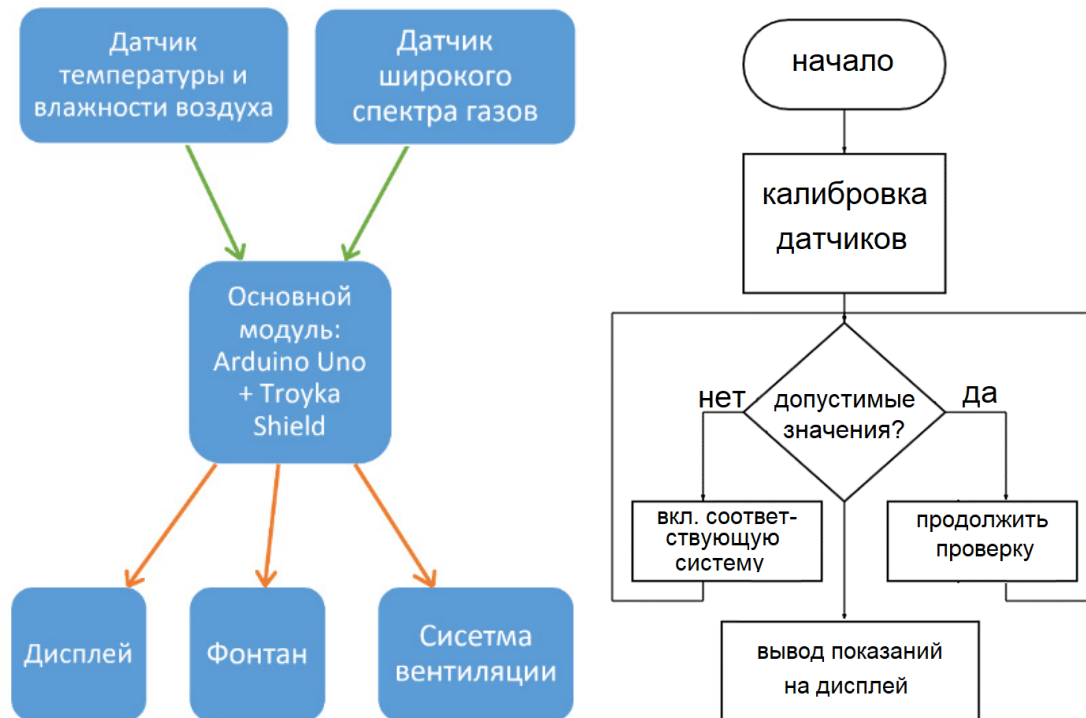 Датчик
температуры и
влажности воздуха
Датчик
широкого
спектра газов
Основной
модуль:
Arduino Uno
+ Troyka
Shield
Дисплей
Фонтан
Сисетма
вентиляции
начало
калибровка
датчиков
нет
допустимые
значения?
да
вкл. соответ-
ствующую
систему
продолжить
проверку
вывод показаний
на дисплей